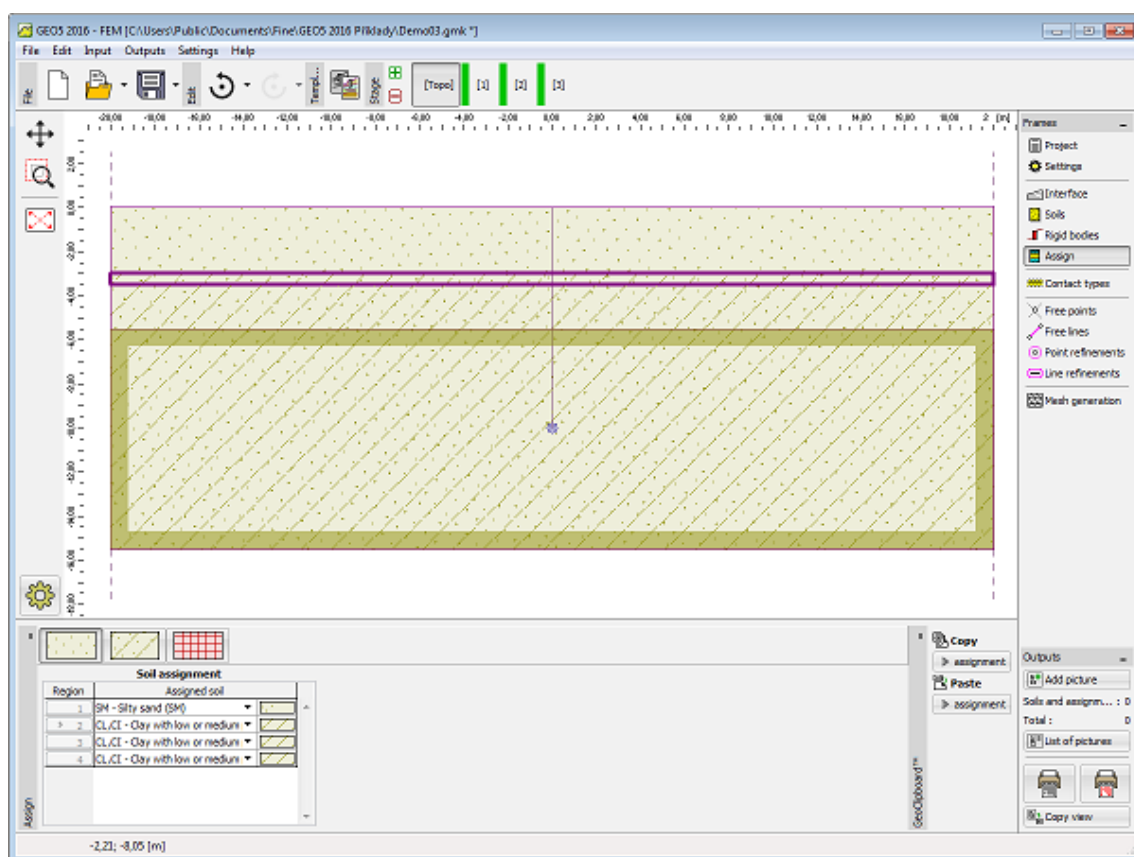 GEO5 2016 - FEM [C:\Users\Public\Documents\Fine\GEO5 2016 Příklady\Demo03.gmk *]
File Edit Input Outputs Settings Help
File
Edit
Templ...
Stage
[Topo] [1] [2] [3]
[m]
Frames
Project
Settings
Interface
Soils
Rigid bodies
Assign
Contact types
Free points
Free lines
Point refinements
Line refinements
Mesh generation
Soil assignment
Region Assigned soil
1 SM - Silty sand (SM)
2 CL,CI - Clay with low or medium
3 CL,CI - Clay with low or medium
4 CL,CI - Clay with low or medium
Assign
Copy
assignment
Paste
assignment
GeoClipboard™
Outputs
Add picture
Soils and assignm... : 0
Total : 0
List of pictures
Copy view
-2,21; -8,05 [m]